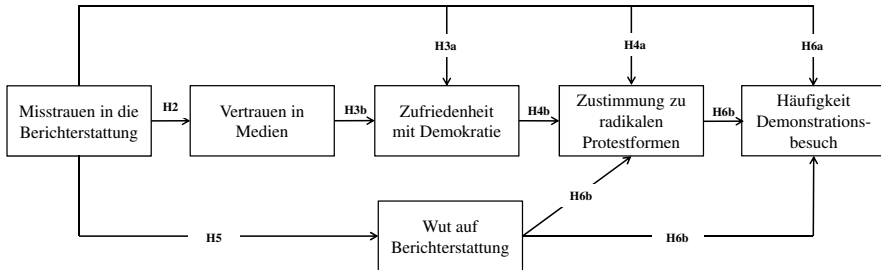 H3a
H4a
H6a
Misstrauen in die
Berichterstattung
H2
Vertrauen in
Medien
H3b
Zufriedenheit
mit Demokratie
H4b
Zustimmung zu
radikalen
Protestformen
H6b
Häufigkeit
Demonstrations-
besuch
H6b
H5
Wut auf
Berichterstattung
H6b